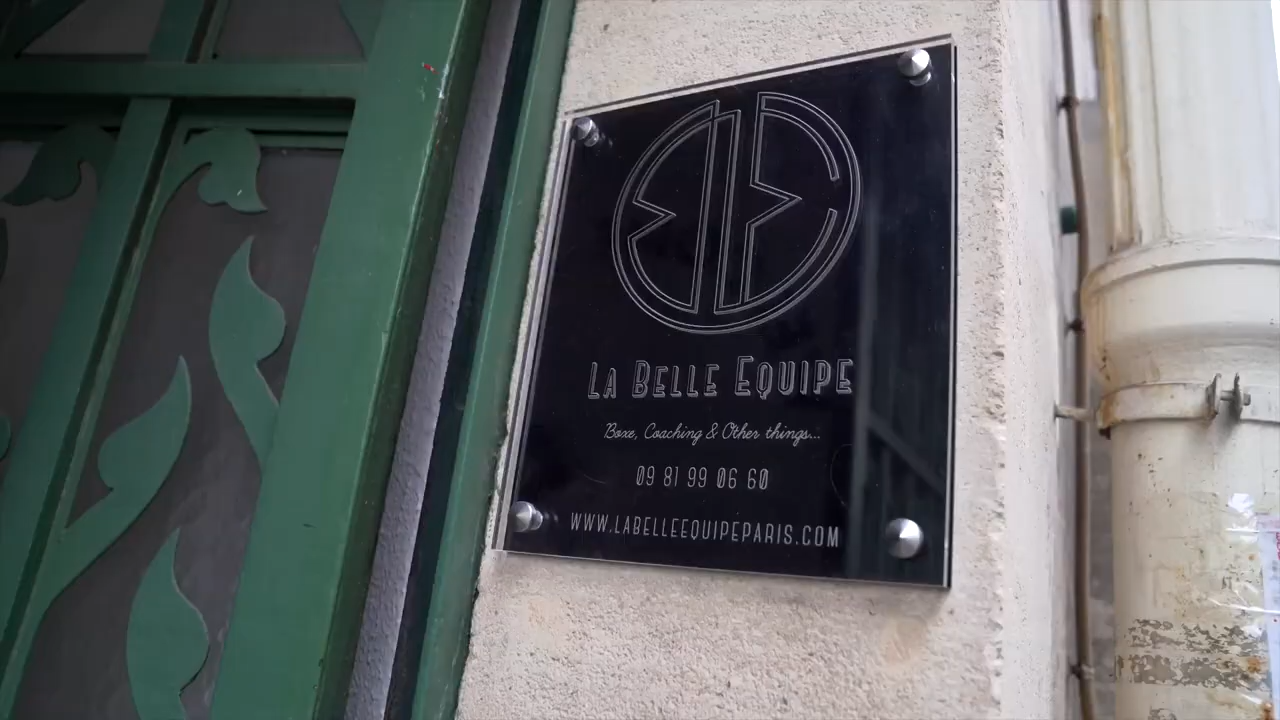 La Belle Equipe
Boxe, Coaching & Other things...
09 81 99 06 60
WWW.LABELLEEQUIPEPARIS.COM